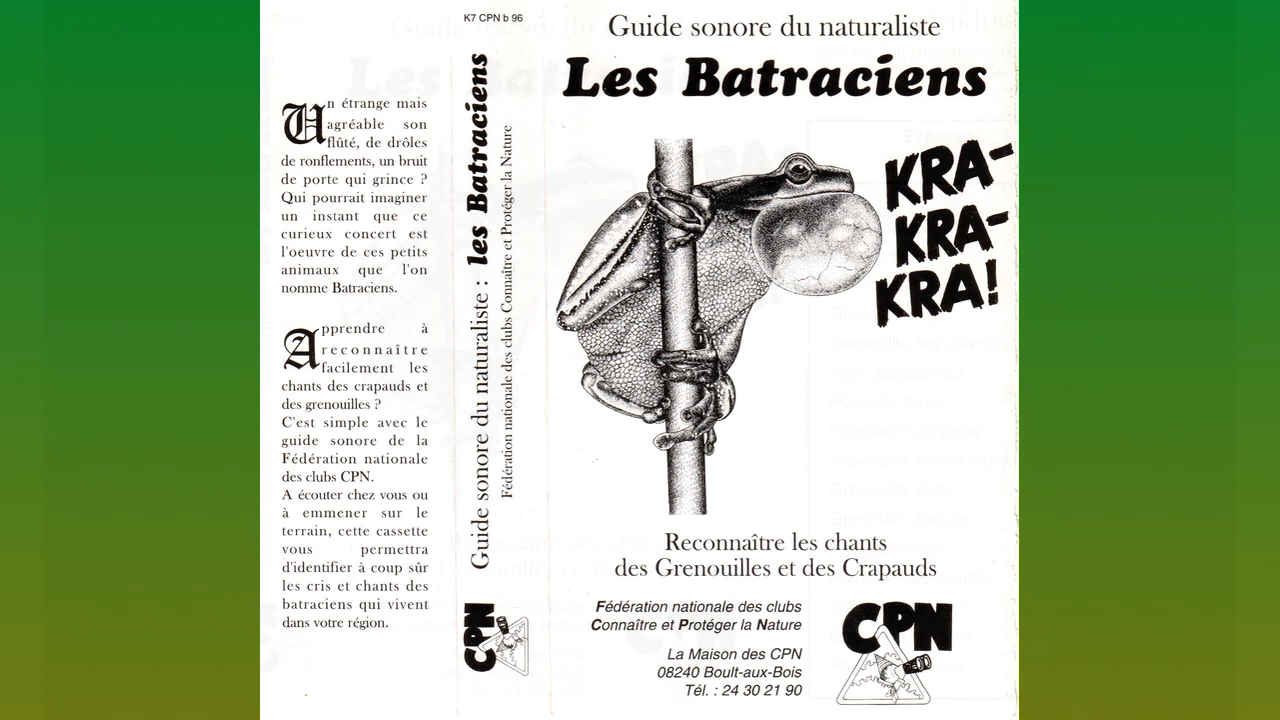 Un étrange mais
agréable son
flûté, de drôles
de ronflements, un bruit
de porte qui grince ?
Qui pourrait imaginer
un instant que ce
curieux concert est
l'oeuvre de ces petits
animaux que l'on
nomme Batraciens.
Apprendre à
reconnaître
facilement les
chants des crapauds et
des grenouilles ?
C'est simple avec le
guide sonore de la
Fédération nationale
des clubs CPN.
A écouter chez vous ou
à emmener sur le
terrain, cette cassette
vous permettra
d'identifier à coup sûr
les cris et chants des
batraciens qui vivent
dans votre région.
K7 CPN b 96
Guide sonore du naturaliste : les Batraciens
Fédération nationale des clubs Connaître et Protéger la Nature
CPN
Guide sonore du naturaliste
Les Batraciens
KRA-
KRA-
KRA!
Reconnaître les chants
des Grenouilles et des Crapauds
Fédération nationale des clubs
Connaître et Protéger la Nature
La Maison des CPN
08240 Boult-aux-Bois
Tél. : 24 30 21 90
CPN